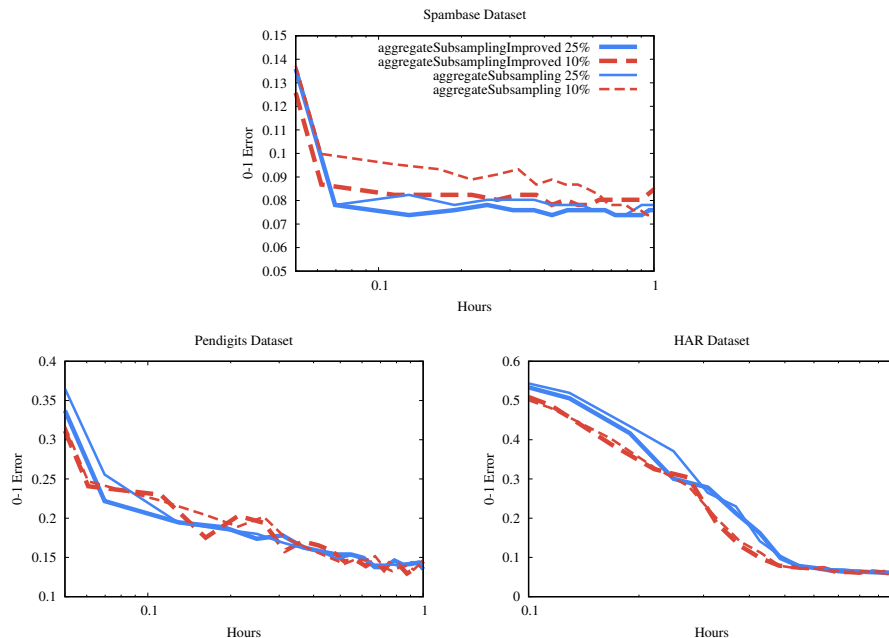 Spambase Dataset
0.15
0.14
0.13
0.12
0.11
0.1
0.09
0.08
0.07
0.06
0.05
0-1 Error
aggregateSubsamplingImproved 25%
aggregateSubsamplingImproved 10%
aggregateSubsampling 25%
aggregateSubsampling 10%
0.1
1
Hours
Pendigits Dataset
0.4
0.35
0.3
0.25
0.2
0.15
0.1
0-1 Error
0.1
1
Hours
HAR Dataset
0.6
0.5
0.4
0.3
0.2
0.1
0
0-1 Error
0.1
Hours